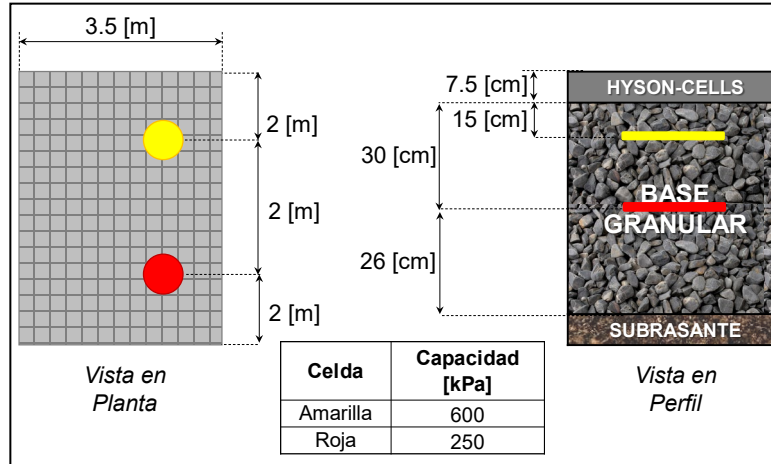 3.5 [m]
2 [m]
2 [m]
2 [m]
Vista en
Planta
7.5 [cm]
15 [cm]
30 [cm]
26 [cm]
HYSON-CELLS
BASE
GRANULAR
SUBRASANTE
Vista en
Perfil
Celda Capacidad
[kPa]
Amarilla 600
Roja 250